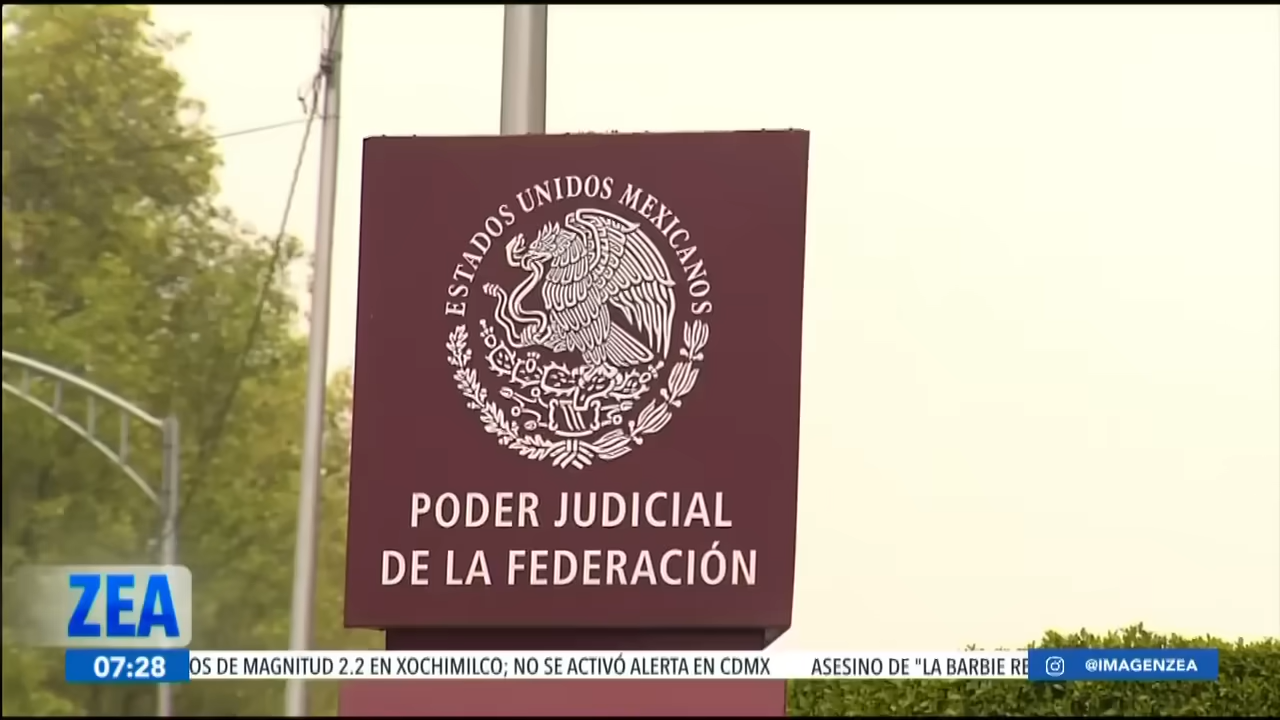 ESTADOS UNIDOS MEXICANOS
PODER JUDICIAL
DE LA FEDERACIÓN
ZEA
07:28
OS DE MAGNITUD 2.2 EN XOCHIMILCO; NO SE ACTIVÓ ALERTA EN CDMX ASESINO DE "LA BARBIE RE
@IMAGENZEA